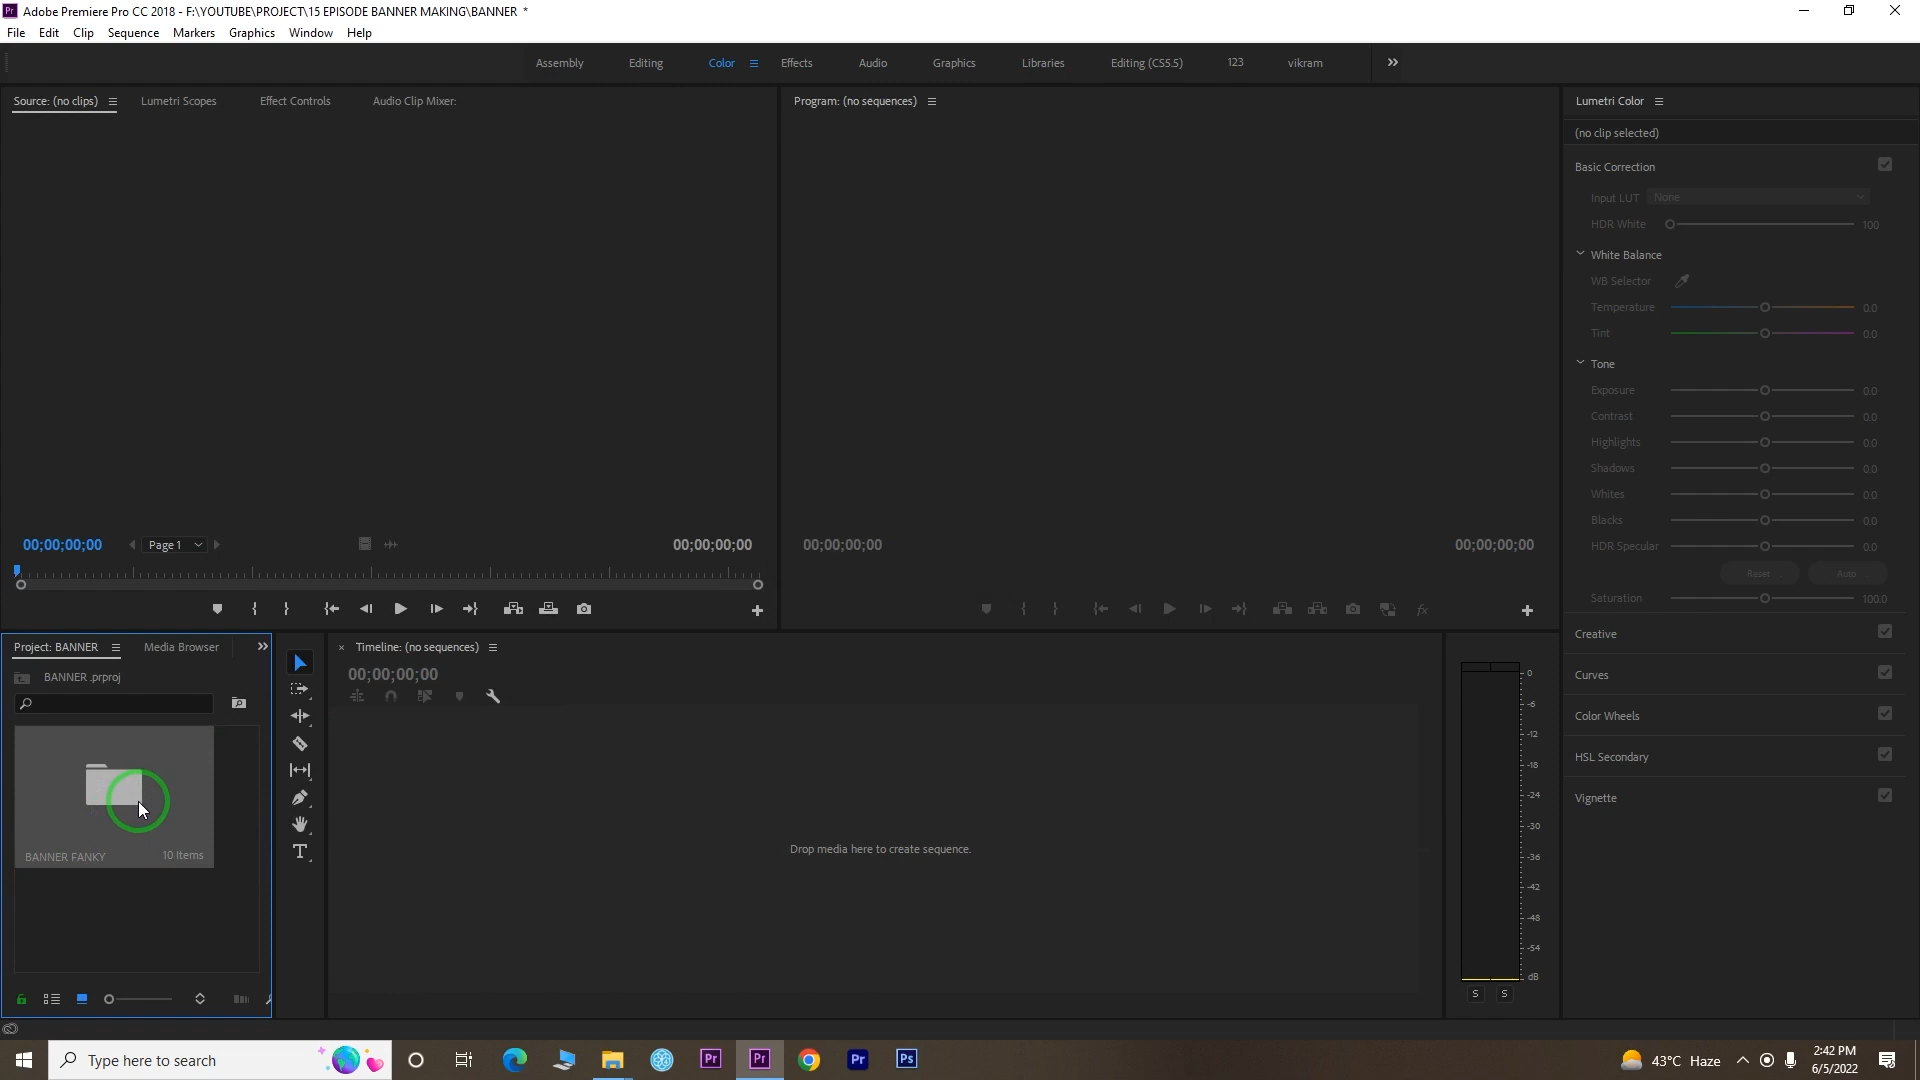 Adobe Premiere Pro CC 2018 - F:\YOUTUBE\PROJECT\15 EPISODE BANNER MAKING\BANNER *
File Edit Clip Sequence Markers Graphics Window Help
Assembly Editing Color Effects Audio Graphics Libraries Editing (CS5.5) 123 vikram
Source: (no clips) Lumetri Scopes Effect Controls Audio Clip Mixer:
Program: (no sequences)
Lumetri Color
(no clip selected)
Basic Correction
Input LUT None
HDR White 100
White Balance
WB Selector
Temperature 0.0
Tint 0.0
Tone
Exposure 0.0
Contrast 0.0
Highlights 0.0
Shadows 0.0
Whites 0.0
Blacks 0.0
HDR Specular 0.0
Reset Auto
Saturation 100.0
Creative
Curves
Color Wheels
HSL Secondary
Vignette
00;00;00;00 Page 1 00;00;00;00
00;00;00;00 00;00;00;00
Project: BANNER Media Browser
BANNER .prproj
BANNER FANKY 10 Items
Timeline: (no sequences)
00;00;00;00
Drop media here to create sequence.
0
-6
-12
-18
-24
-30
-36
-42
-48
-54
dB
S S
Type here to search
Pr Pr Pr Ps
43°C Haze
2:42 PM
6/5/2022